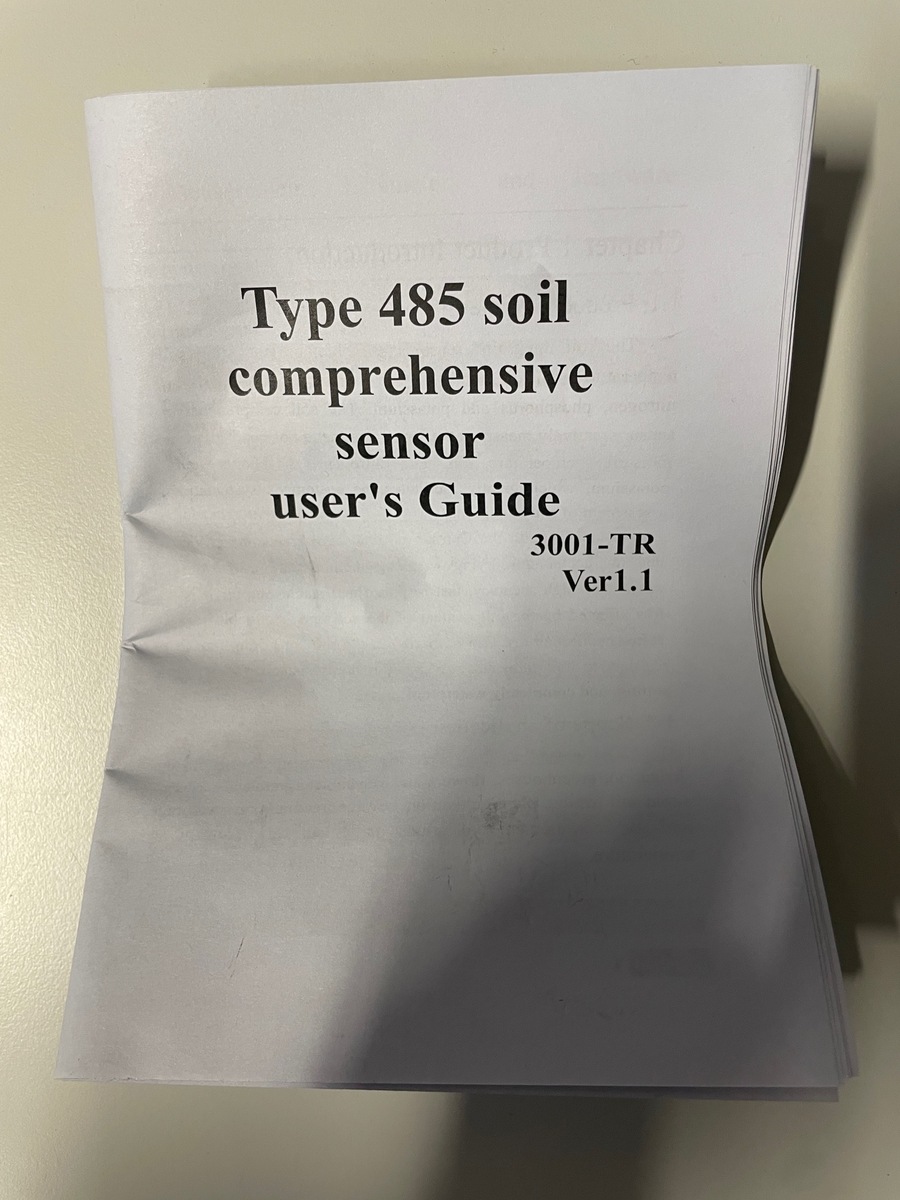 Type 485 soil
comprehensive
sensor
user's Guide
3001-TR
Ver1.1